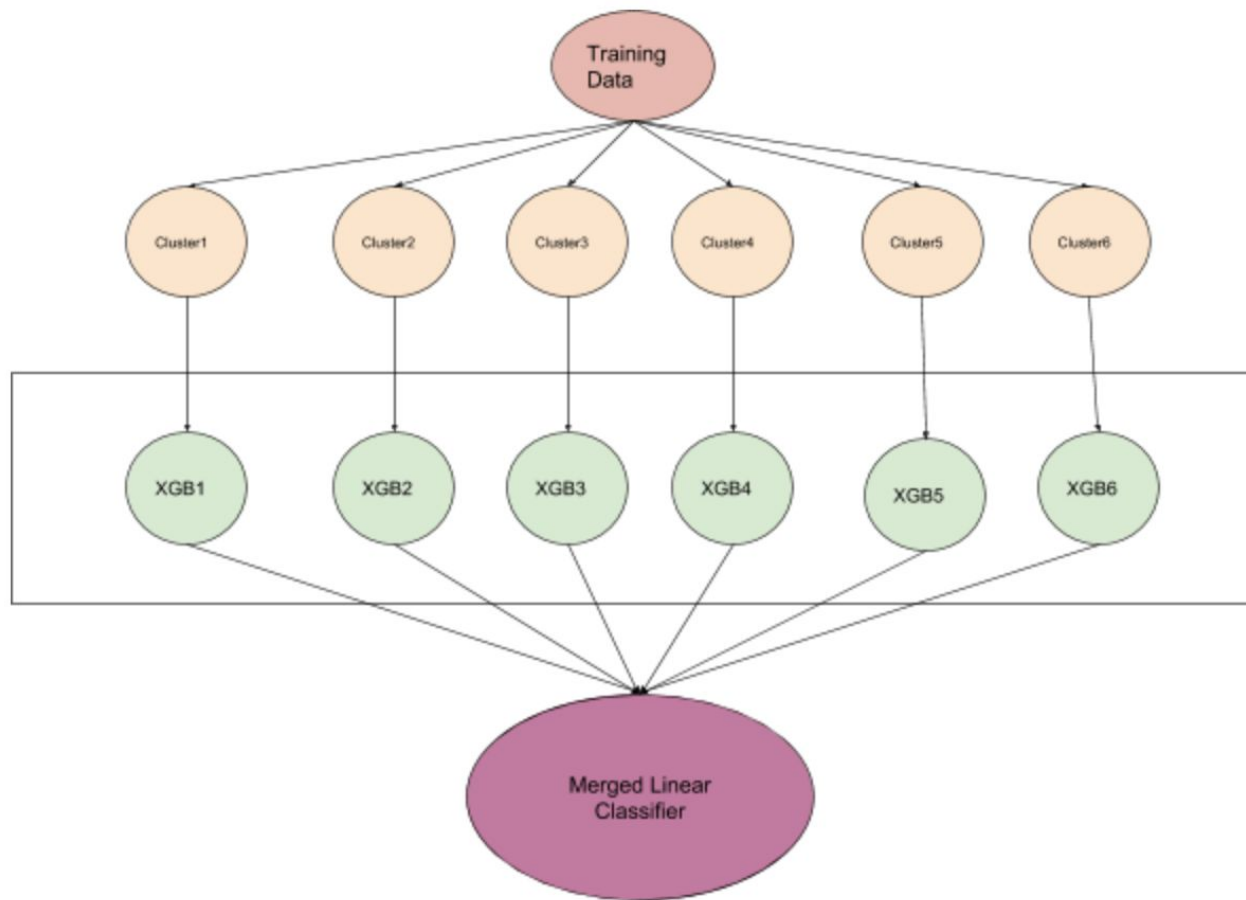 Training
Data
Cluster1
Cluster2
Cluster3
Cluster4
Cluster5
Cluster6
XGB1
XGB2
XGB3
XGB4
XGB5
XGB6
Merged Linear
Classifier